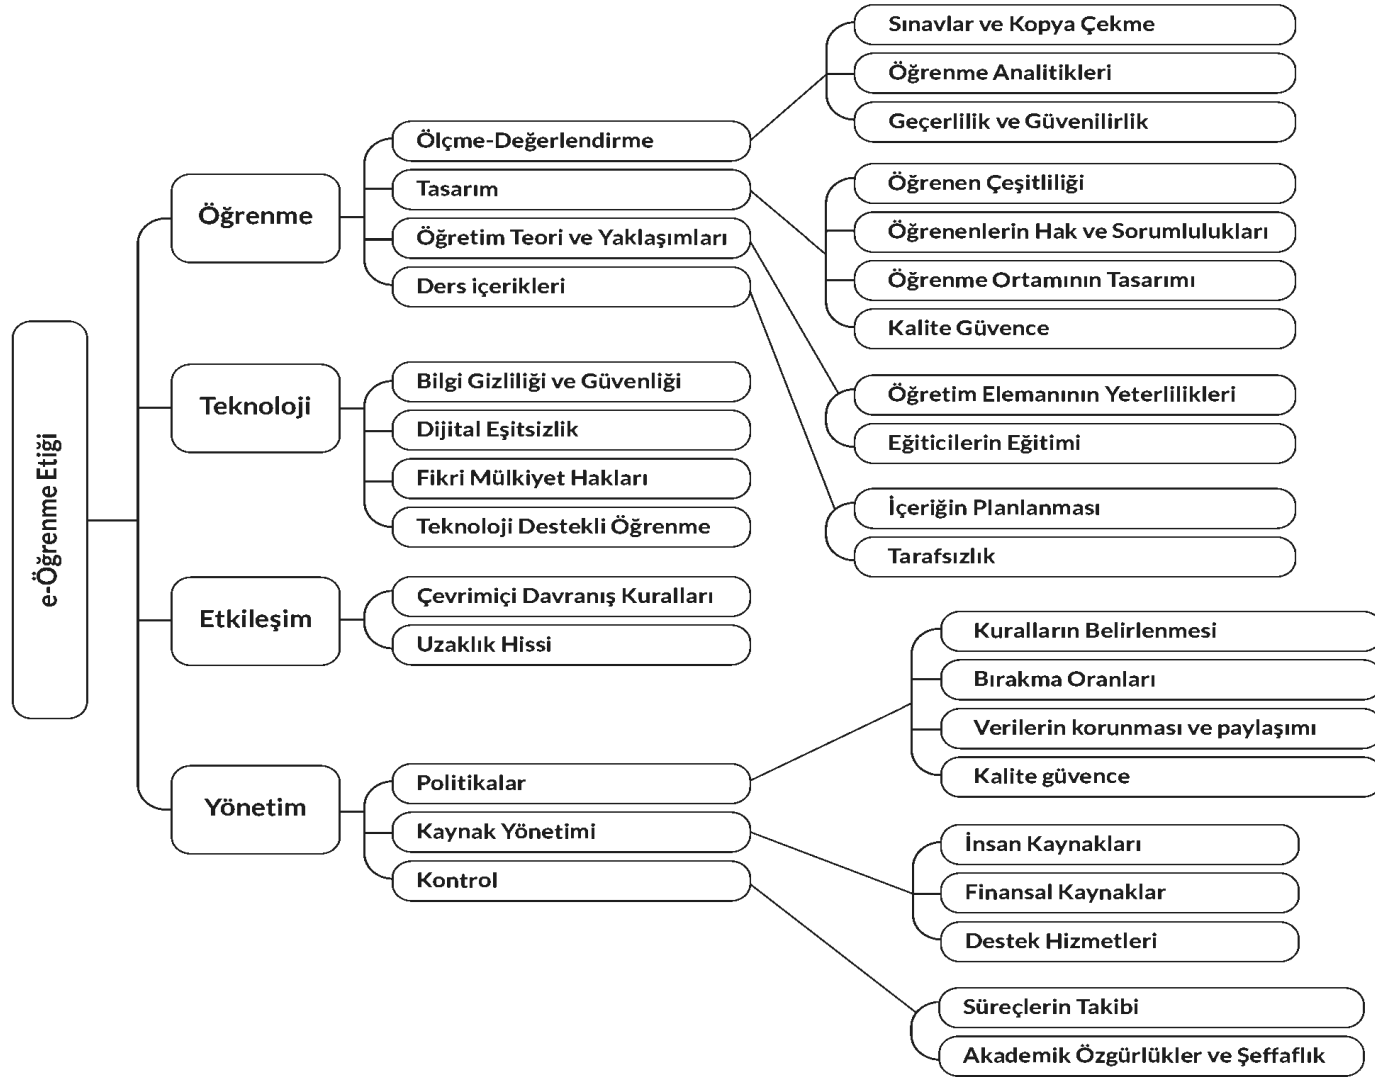 e-Öğrenme Etiği
Öğrenme
Ölçme-Değerlendirme
Sınavlar ve Kopya Çekme
Öğrenme Analitikleri
Geçerlilik ve Güvenilirlik
Tasarım
Öğrenen Çeşitliliği
Öğrenenlerin Hak ve Sorumlulukları
Öğrenme Ortamının Tasarımı
Kalite Güvence
Öğretim Teori ve Yaklaşımları
Öğretim Elemanının Yeterlilikleri
Eğiticilerin Eğitimi
Ders içerikleri
İçeriğin Planlanması
Tarafsızlık
Teknoloji
Bilgi Gizliliği ve Güvenliği
Dijital Eşitsizlik
Fikri Mülkiyet Hakları
Teknoloji Destekli Öğrenme
Etkileşim
Çevrimiçi Davranış Kuralları
Uzaklık Hissi
Yönetim
Politikalar
Kuralların Belirlenmesi
Bırakma Oranları
Verilerin korunması ve paylaşımı
Kalite güvence
Kaynak Yönetimi
İnsan Kaynakları
Finansal Kaynaklar
Destek Hizmetleri
Kontrol
Süreçlerin Takibi
Akademik Özgürlükler ve Şeffaflık